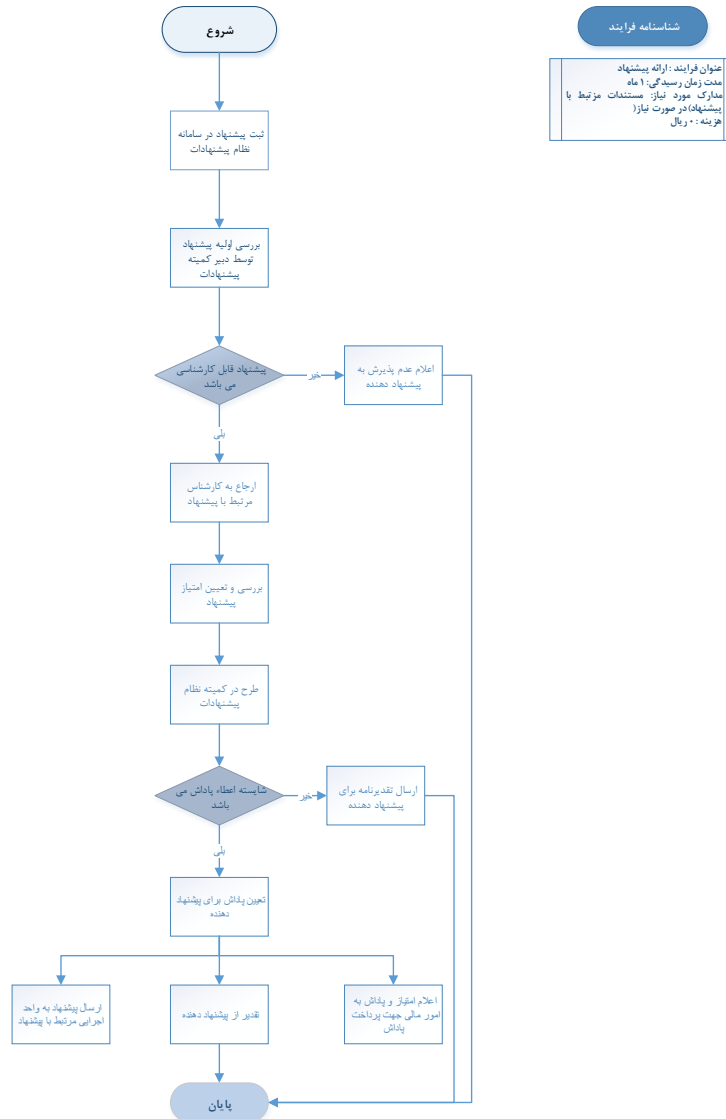 شروع
شناسنامه فرایند
عنوان فرایند : ارائه پیشنهاد
مدت زمان رسیدگی: ۱ ماه
مدارک مورد نیاز: مستندات مرتبط با
پیشنهاد)در صورت نیاز(
هزینه : ۰ ریال
ثبت پیشنهاد در سامانه
نظام پیشنهادات
بررسی اولیه پیشنهاد
توسط دبیر کمیته
پیشنهادات
پیشنهاد قابل کارشناسی
می باشد
خیر
اعلام عدم پذیرش به
پیشنهاد دهنده
بلی
ارجاع به کارشناس
مرتبط با پیشنهاد
بررسی و تعیین امتیاز
پیشنهاد
طرح در کمیته نظام
پیشنهادات
شایسته اعطاء پاداش می
باشد
خیر
ارسال تقدیرنامه برای
پیشنهاد دهنده
بلی
تعیین پاداش برای پیشنهاد
دهنده
اعلام امتیاز و پاداش به
امور مالی جهت پرداخت
پاداش
تقدیر از پیشنهاد دهنده
ارسال پیشنهاد به واحد
اجرایی مرتبط با پیشنهاد
پایان